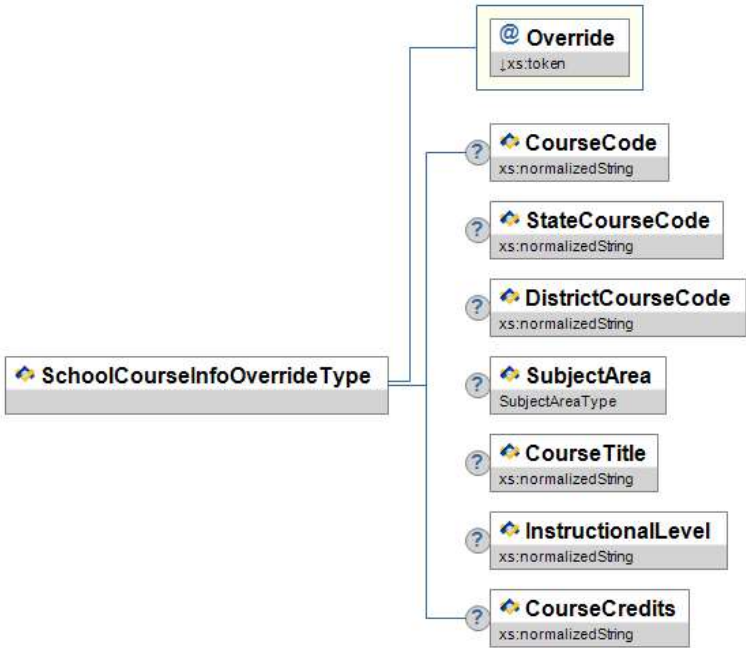 @ Override
↓xs:token
? CourseCode
xs:normalizedString
? StateCourseCode
xs:normalizedString
? DistrictCourseCode
xs:normalizedString
SchoolCourseInfoOverrideType
? SubjectArea
SubjectAreaType
? CourseTitle
xs:normalizedString
? InstructionalLevel
xs:normalizedString
? CourseCredits
xs:normalizedString